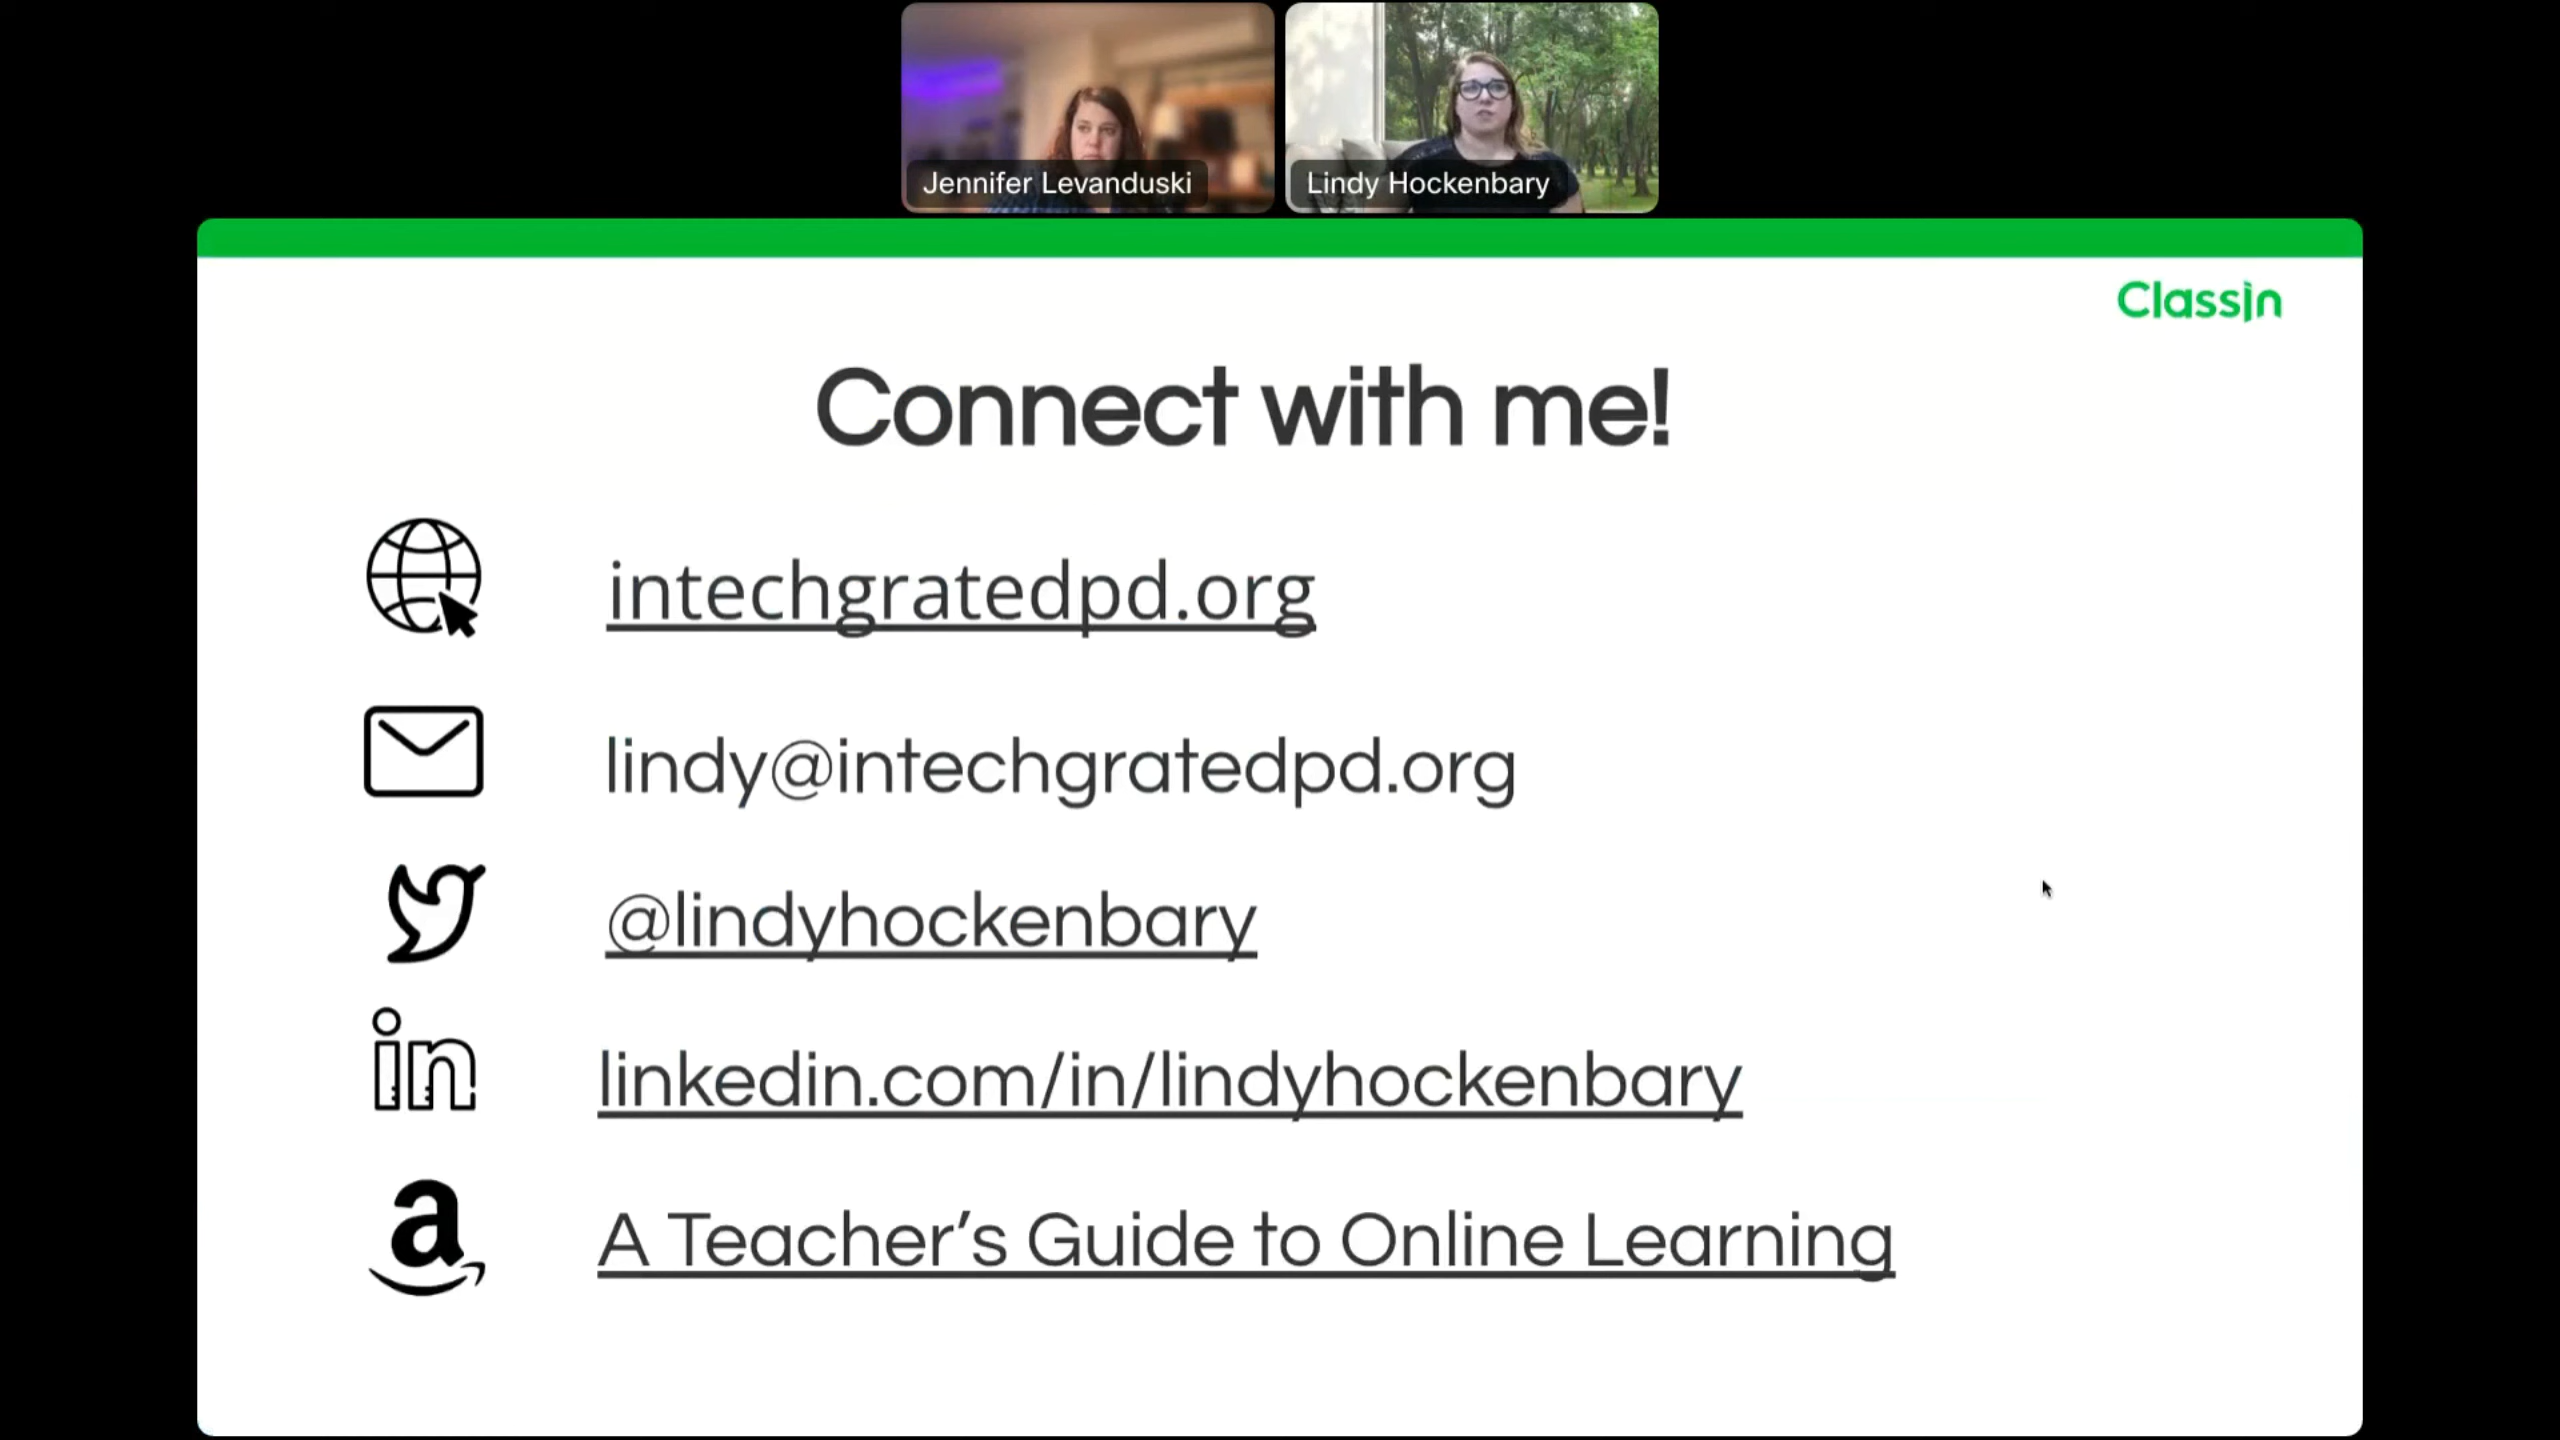 Jennifer Levanduski
Lindy Hockenbary
ClassIn
Connect with me!
intechgratedpd.org
lindy@intechgratedpd.org
@lindyhockenbary
in
linkedin.com/in/lindyhockenbary
a
A Teacher’s Guide to Online Learning